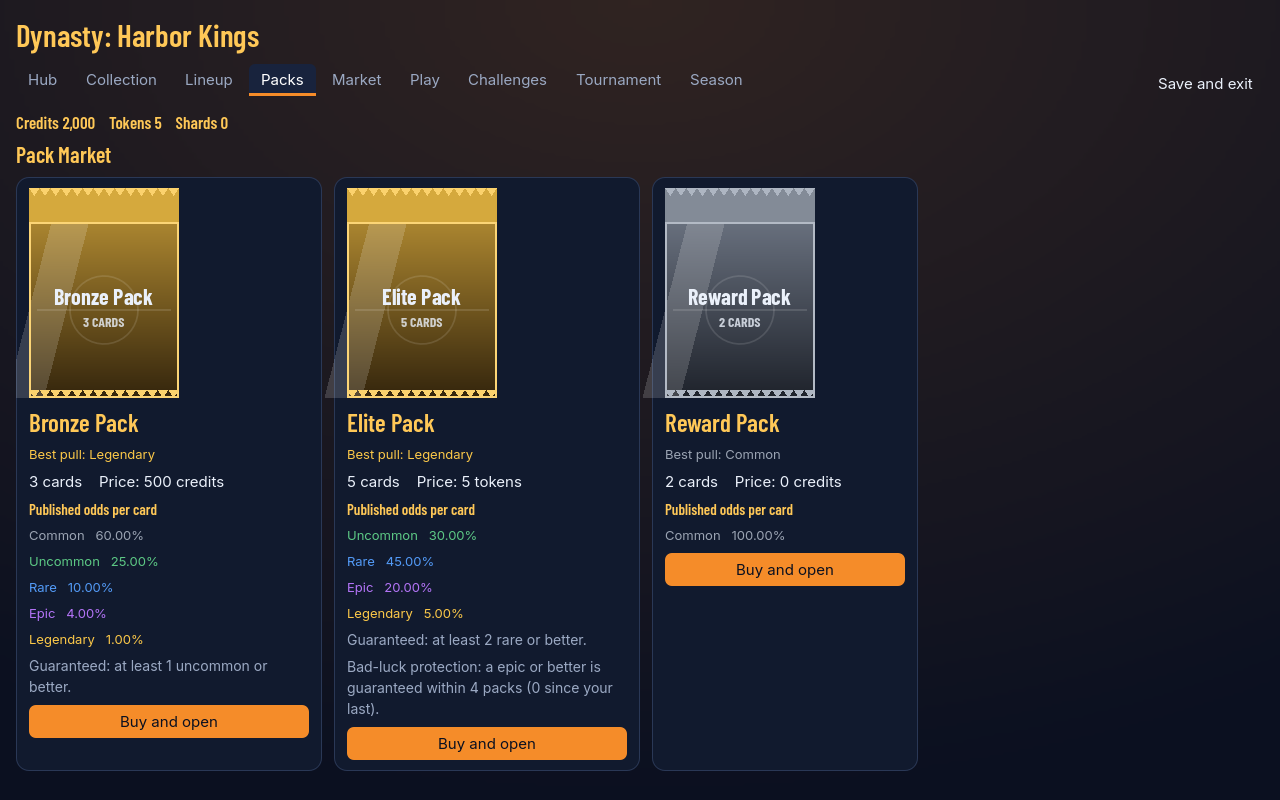 Dynasty: Harbor Kings
Hub Collection Lineup Packs Market Play Challenges Tournament Season Save and exit
Credits 2,000 Tokens 5 Shards 0
Pack Market
Bronze Pack
3 CARDS
Bronze Pack
Best pull: Legendary
3 cards Price: 500 credits
Published odds per card
Common 60.00%
Uncommon 25.00%
Rare 10.00%
Epic 4.00%
Legendary 1.00%
Guaranteed: at least 1 uncommon or
better.
Buy and open
Elite Pack
5 CARDS
Elite Pack
Best pull: Legendary
5 cards Price: 5 tokens
Published odds per card
Uncommon 30.00%
Rare 45.00%
Epic 20.00%
Legendary 5.00%
Guaranteed: at least 2 rare or better.
Bad-luck protection: a epic or better is
guaranteed within 4 packs (0 since your
last).
Buy and open
Reward Pack
2 CARDS
Reward Pack
Best pull: Common
2 cards Price: 0 credits
Published odds per card
Common 100.00%
Buy and open